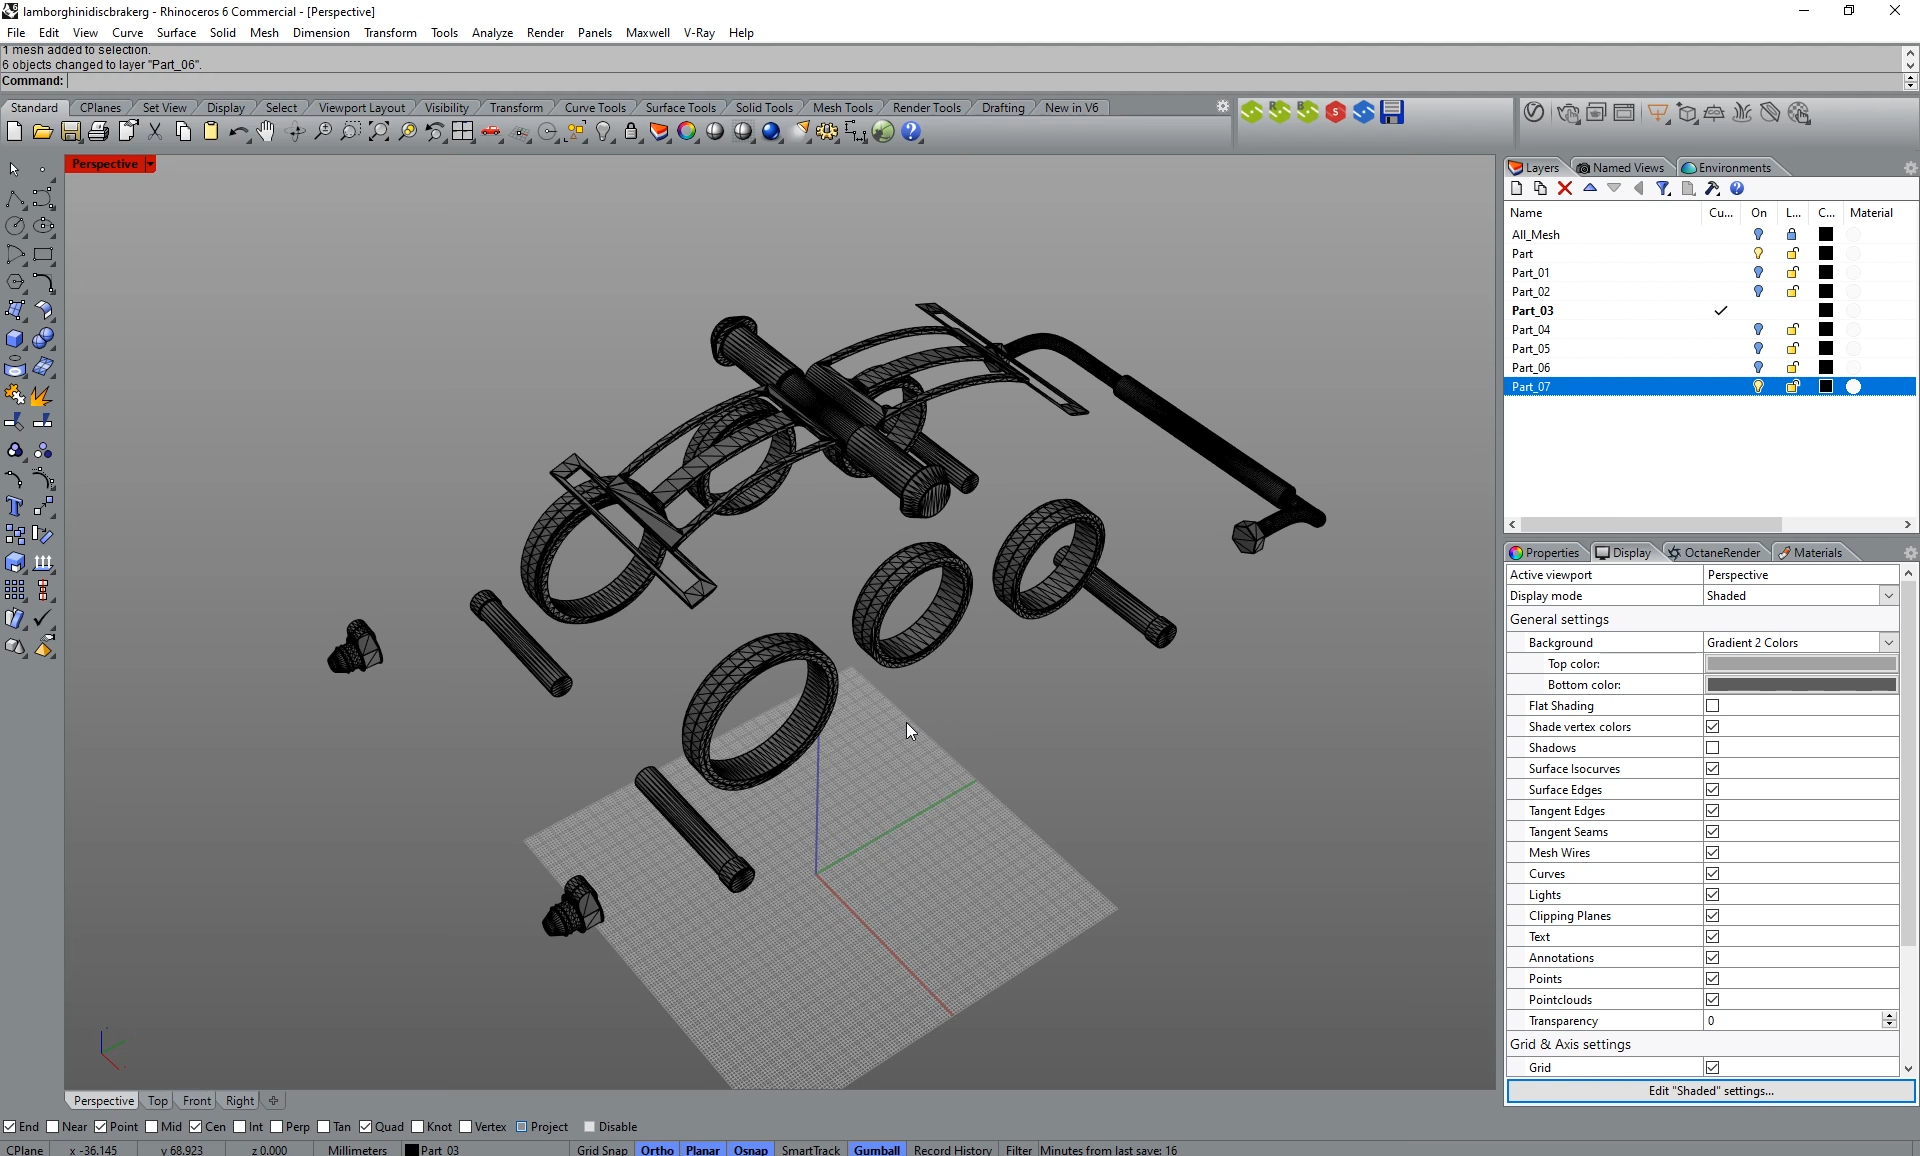 lamborghinidiscbrakerg - Rhinoceros 6 Commercial - [Perspective]
File Edit View Curve Surface Solid Mesh Dimension Transform Tools Analyze Render Panels Maxwell V-Ray Help
1 mesh added to selection.
6 objects changed to layer "Part_06".
Command:
Standard CPlanes Set View Display Select Viewport Layout Visibility Transform Curve Tools Surface Tools Solid Tools Mesh Tools Render Tools Drafting New in V6
Perspective
Layers Named Views Environments
Name Cu... On L... C... Material
All_Mesh
Part
Part_01
Part_02
Part_03
Part_04
Part_05
Part_06
Part_07
Properties Display OctaneRender Materials
Active viewport Perspective
Display mode Shaded
General settings
Background Gradient 2 Colors
Top color:
Bottom color:
Flat Shading
Shade vertex colors
Shadows
Surface Isocurves
Surface Edges
Tangent Edges
Tangent Seams
Mesh Wires
Curves
Lights
Clipping Planes
Text
Annotations
Points
Pointclouds
Transparency 0
Grid & Axis settings
Grid
Edit "Shaded" settings...
Perspective Top Front Right
End Near Point Mid Cen Int Perp Tan Quad Knot Vertex Project Disable
CPlane x -36.145 y 68.923 z 0.000 Millimeters Part_03 Grid Snap Ortho Planar Osnap SmartTrack Gumball Record History Filter Minutes from last save: 16